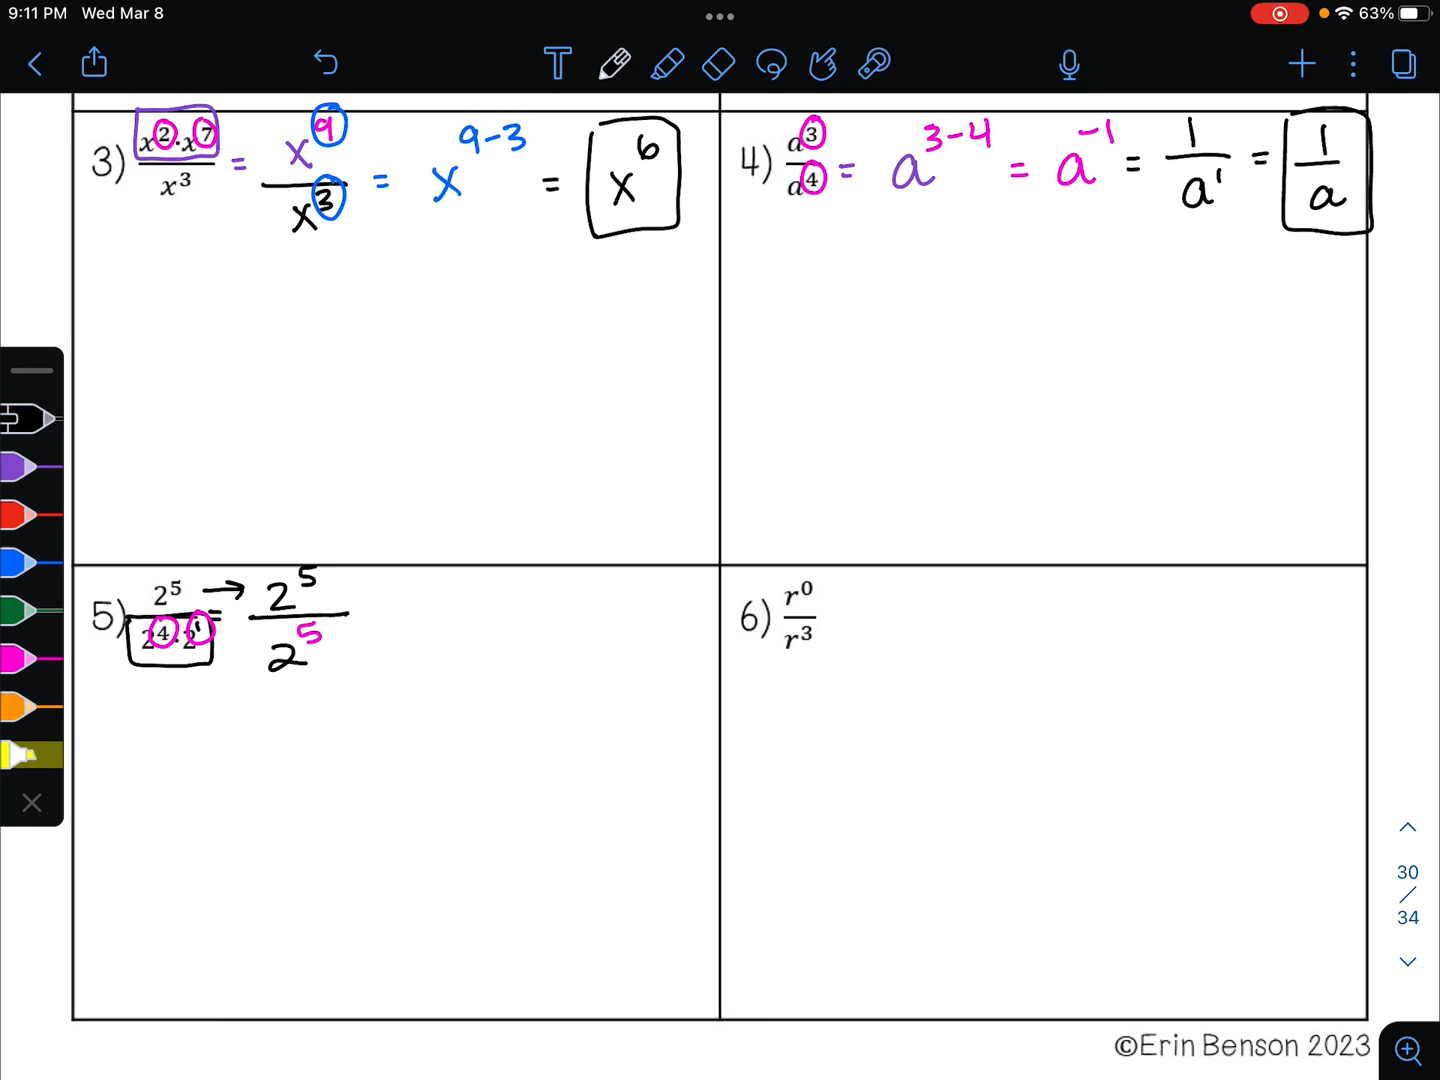 9:11 PM Wed Mar 8 63%
T
3) x²·x⁷ / x³ = x⁹ / x³ = x⁹⁻³ = x⁶
4) a³ / a⁴ = a³⁻⁴ = a⁻¹ = 1 / a¹ = 1 / a
5) 2⁵ / 2⁴·2¹ = → 2⁵ / 2⁵
6) r⁰ / r³
30 / 34
©Erin Benson 2023